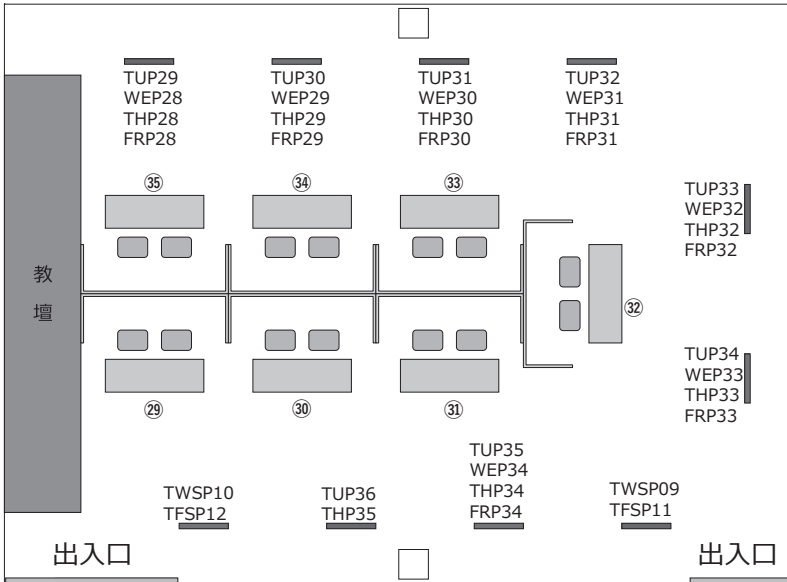 TUP29
WEP28
THP28
FRP28
TUP30
WEP29
THP29
FRP29
TUP31
WEP30
THP30
FRP30
TUP32
WEP31
THP31
FRP31
㉟
㉞
㉝
TUP33
WEP32
THP32
FRP32
教
壇
㉜
TUP34
WEP33
THP33
FRP33
㉙
㉚
㉛
TWSP10
TFSP12
TUP36
THP35
TUP35
WEP34
THP34
FRP34
TWSP09
TFSP11
出入口
出入口